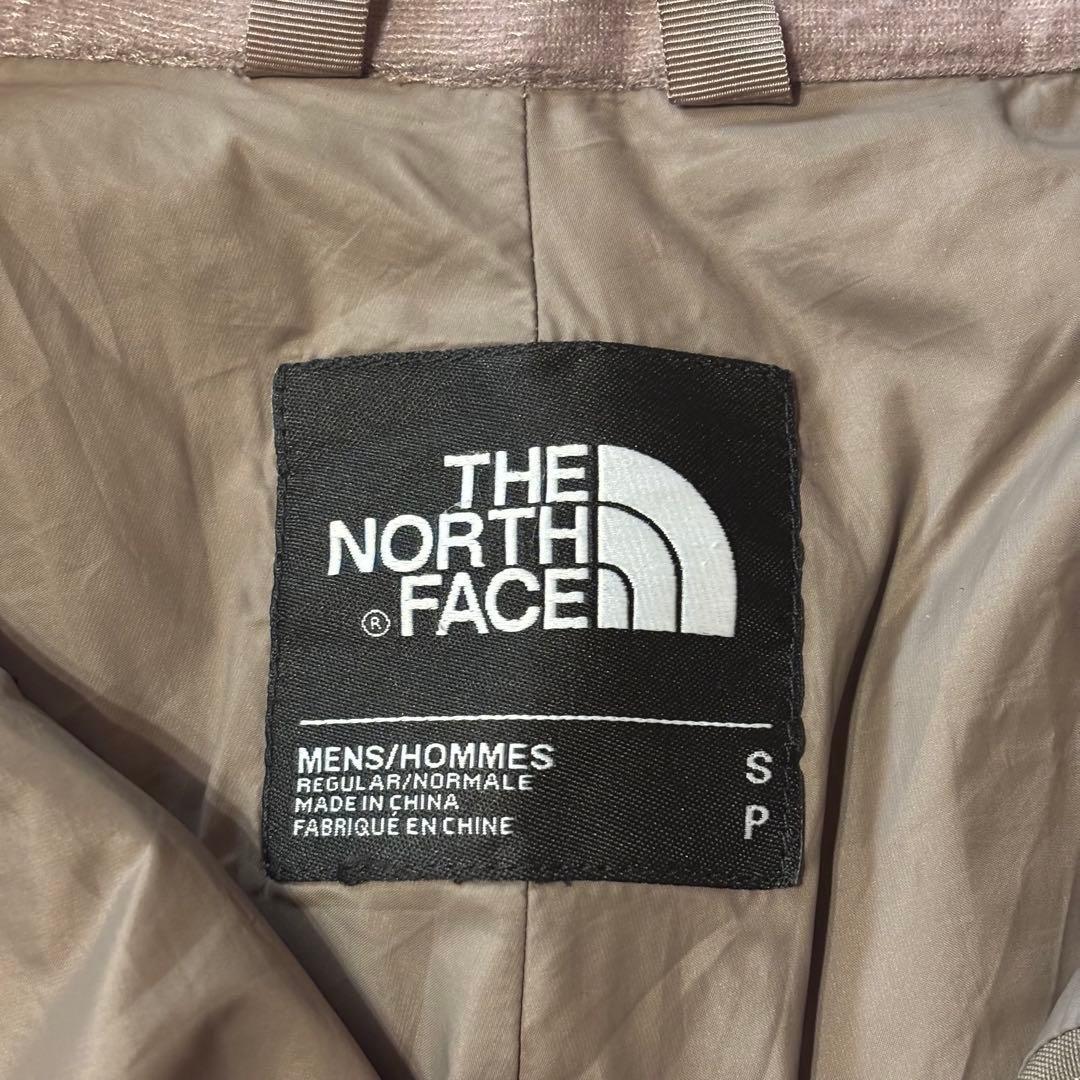 THE
NORTH
® FACE
MENS/HOMMES
REGULAR/NORMALE
MADE IN CHINA
FABRIQUÉ EN CHINE
S
P